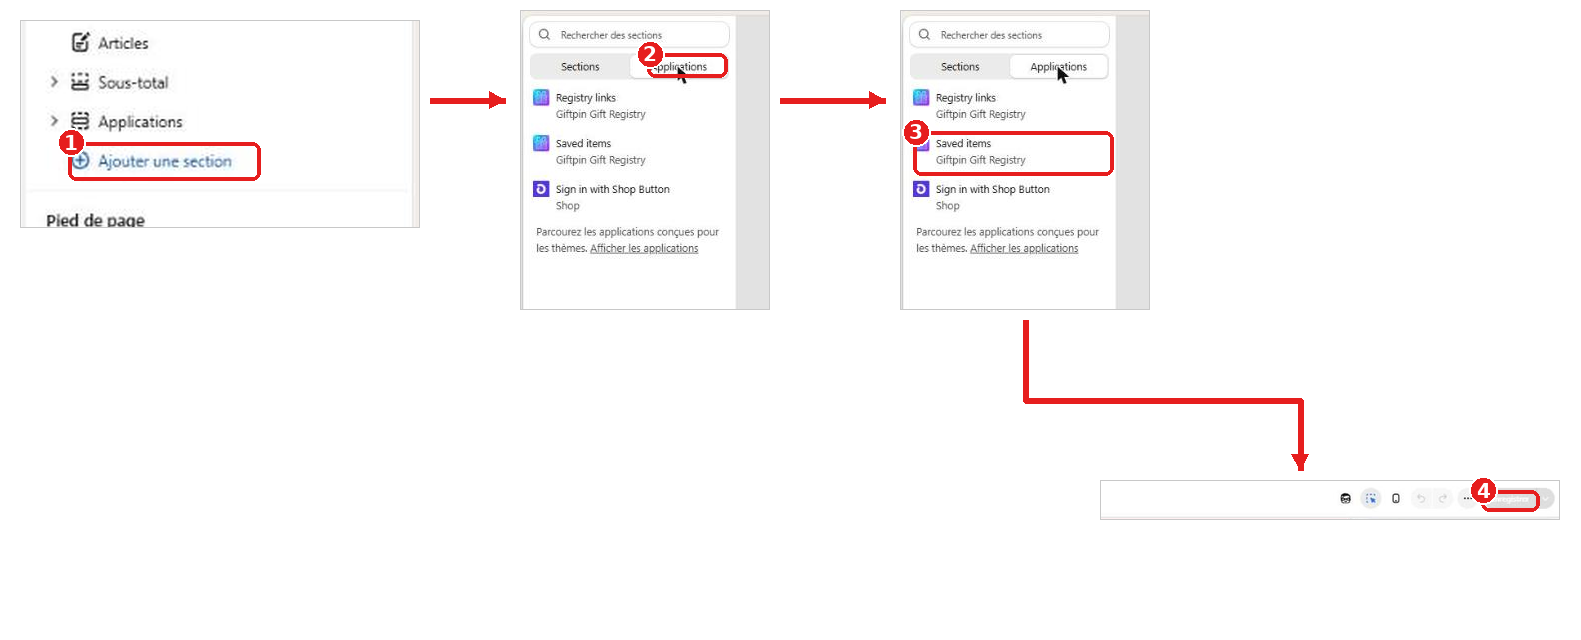 Articles
Sous-total
Applications
1
Ajouter une section
Pied de page
Rechercher des sections
2
Sections
Applications
Registry links
Giftpin Gift Registry
Saved items
Giftpin Gift Registry
Sign in with Shop Button
Shop
Parcourez les applications conçues pour
les thèmes. Afficher les applications
Rechercher des sections
Sections
Applications
Registry links
Giftpin Gift Registry
3
Saved items
Giftpin Gift Registry
Sign in with Shop Button
Shop
Parcourez les applications conçues pour
les thèmes. Afficher les applications
4